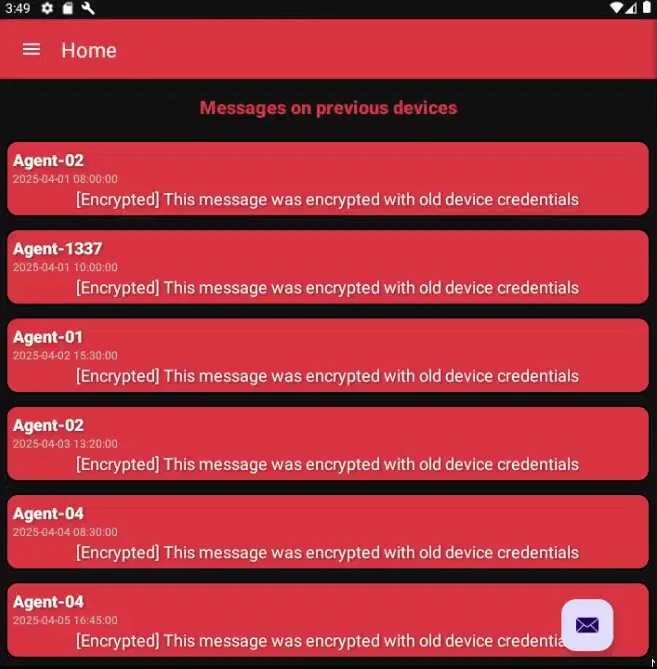 3:49
Home
Messages on previous devices
Agent-02
2025-04-01 08:00:00
[Encrypted] This message was encrypted with old device credentials
Agent-1337
2025-04-01 10:00:00
[Encrypted] This message was encrypted with old device credentials
Agent-01
2025-04-02 15:30:00
[Encrypted] This message was encrypted with old device credentials
Agent-02
2025-04-03 13:20:00
[Encrypted] This message was encrypted with old device credentials
Agent-04
2025-04-04 08:30:00
[Encrypted] This message was encrypted with old device credentials
Agent-04
2025-04-05 16:45:00
[Encrypted] This message was encrypted with old device